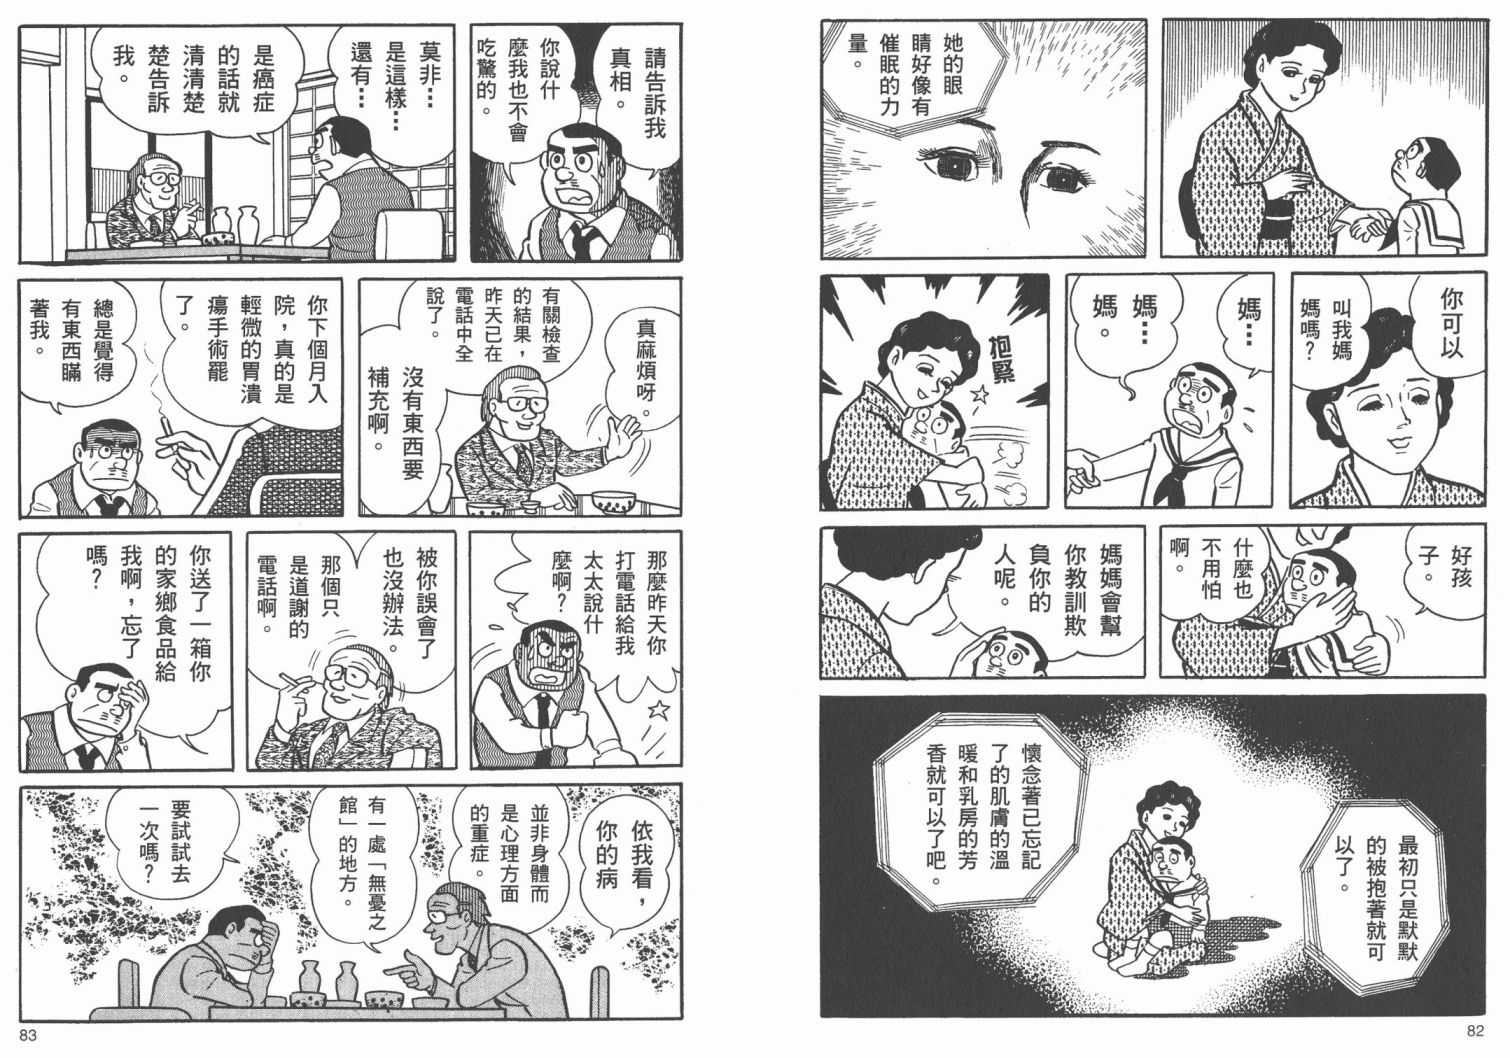 她的眼
睛好像有
催眠的力
量。
你可以
叫我媽
媽嗎?
媽…
媽…
媽。
抱緊
好孩
子。
什麼也
不用怕
啊。
媽媽會幫
你教訓欺
負你的
人呢。
最初只是默默
的被抱著就可
以了。
懷念著已忘記
了的肌膚的溫
暖和乳房的芳
香就可以了吧。
82
請告訴我
真相。
你說什
麼我也不會
吃驚的。
莫非…
是這樣…
還有…
是癌症
的話就
清清楚
楚告訴
我。
真麻煩呀。
有關檢查
的結果,
昨天已在
電話中全
說了。
沒有東西要
補充啊。
你下個月入
院,真的是
輕微的胃潰
瘍手術罷
了。
總是覺得
有東西瞞
著我。
那麼昨天你
打電話給我
太太說什
麼啊?
被你誤會了
也沒辦法。
那個只
是道謝的
電話啊。
你送了一箱你
的家鄉食品給
我啊,忘了
嗎?
依我看,
你的病
並非身體而
是心理方面
的重症。
有一處「無憂之
館」的地方。
要試試去
一次嗎?
83